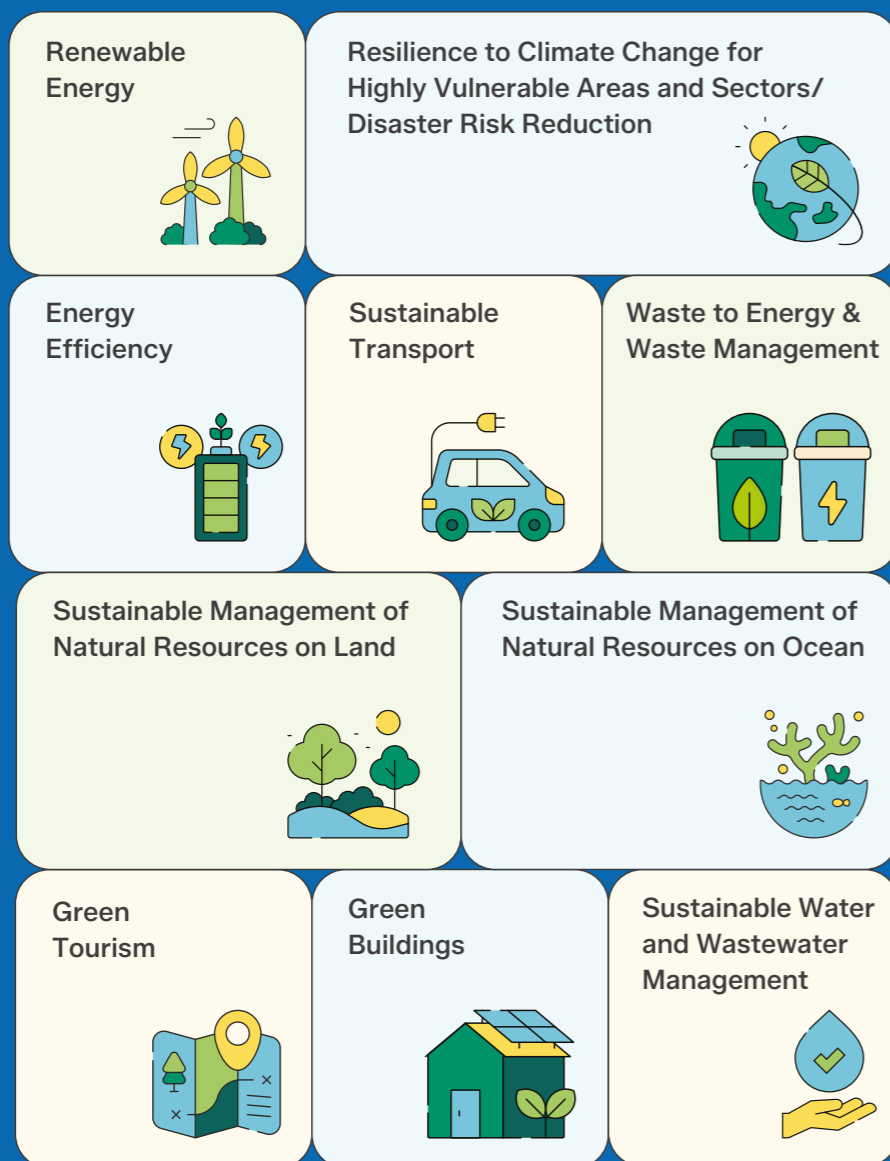 Renewable
Energy
Resilience to Climate Change for
Highly Vulnerable Areas and Sectors/
Disaster Risk Reduction
Energy
Efficiency
Sustainable
Transport
Waste to Energy &
Waste Management
Sustainable Management of
Natural Resources on Land
Sustainable Management of
Natural Resources on Ocean
Green
Tourism
Green
Buildings
Sustainable Water
and Wastewater
Management